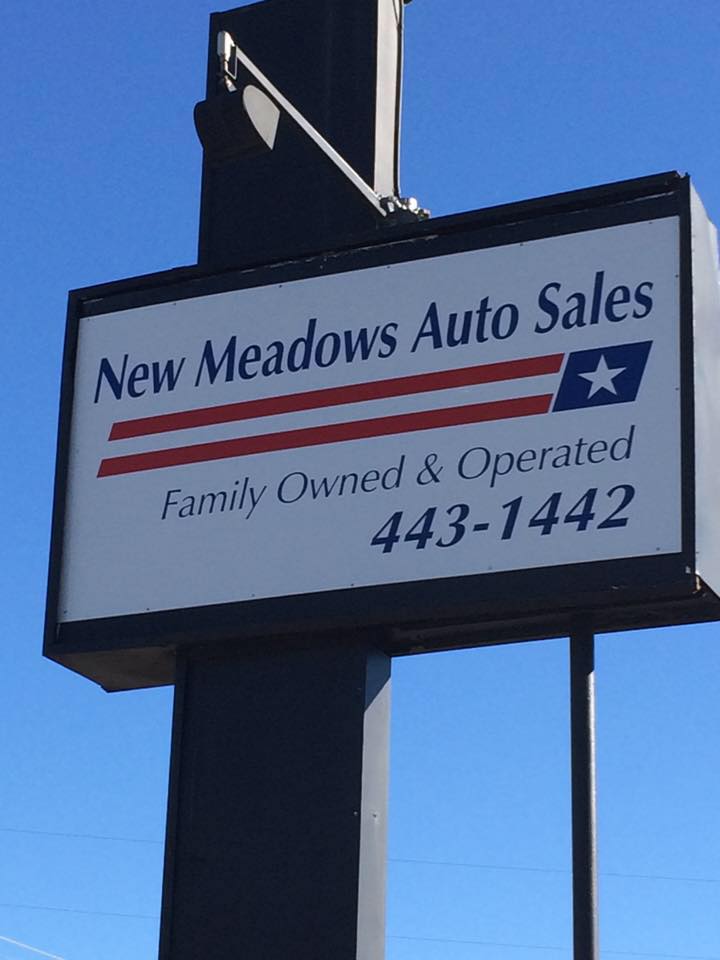 New Meadows Auto Sales
Family Owned & Operated
443-1442